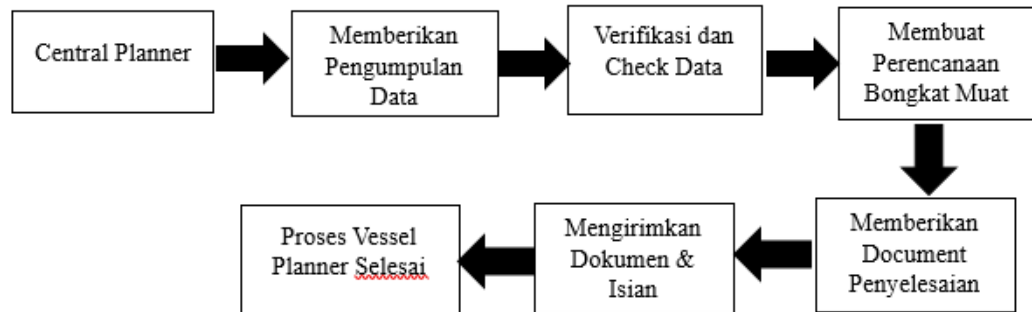 Central Planner
Memberikan
Pengumpulan
Data
Verifikasi dan
Check Data
Membuat
Perencanaan
Bongkat Muat
Memberikan
Document
Penyelesaian
Mengirimkan
Dokumen &
Isian
Proses Vessel
Planner Selesai